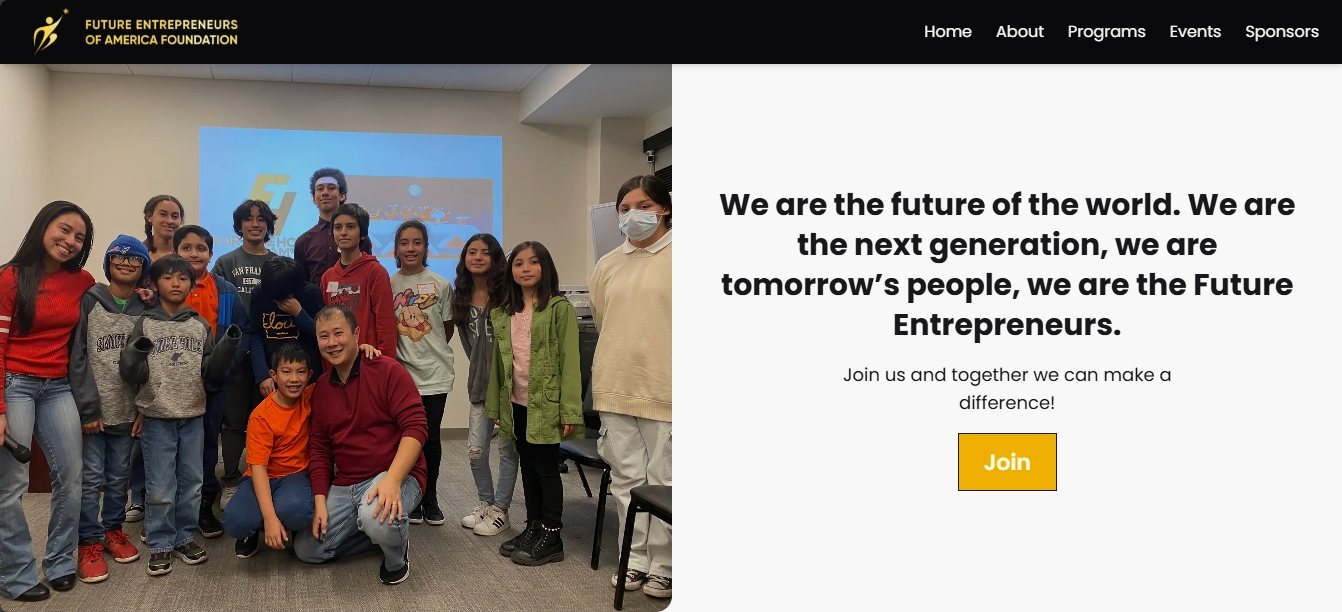 FUTURE ENTREPRENEURS
OF AMERICA FOUNDATION
Home
About
Programs
Events
Sponsors
SAN FRAN
We are the future of the world. We are
the next generation, we are
tomorrow’s people, we are the Future
Entrepreneurs.
Join us and together we can make a
difference!
Join